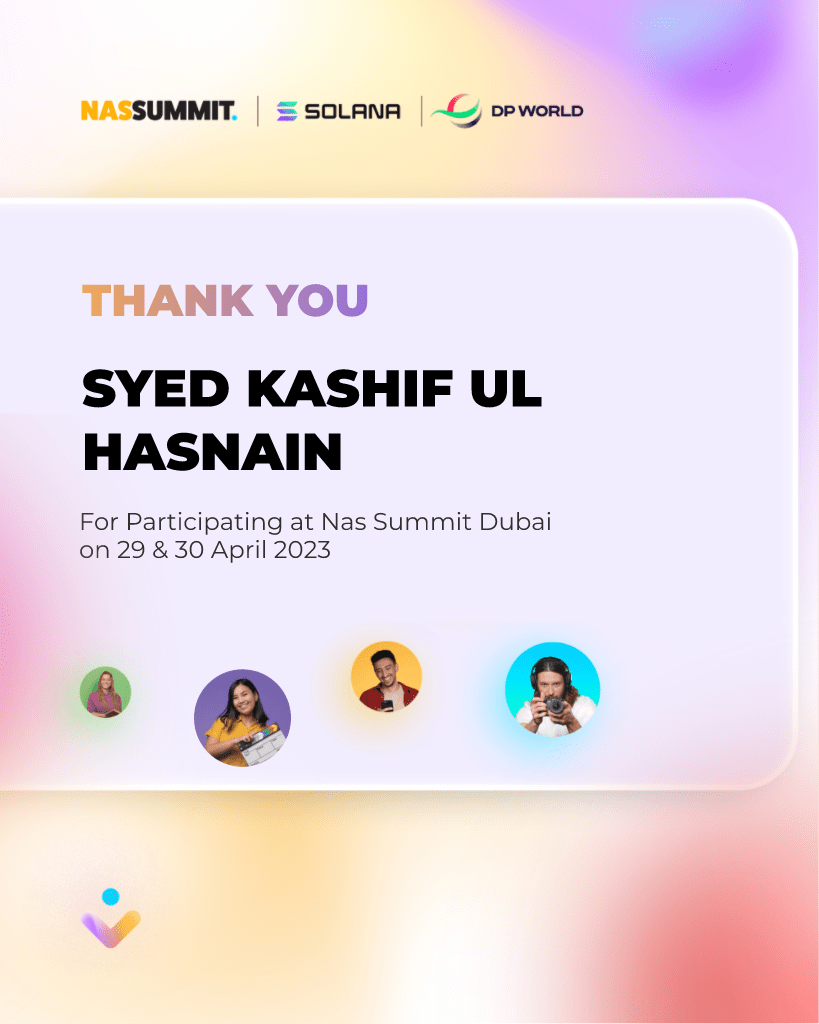 NASSUMMIT. SOLANA DP WORLD
THANK YOU
SYED KASHIF UL
HASNAIN
For Participating at Nas Summit Dubai
on 29 & 30 April 2023